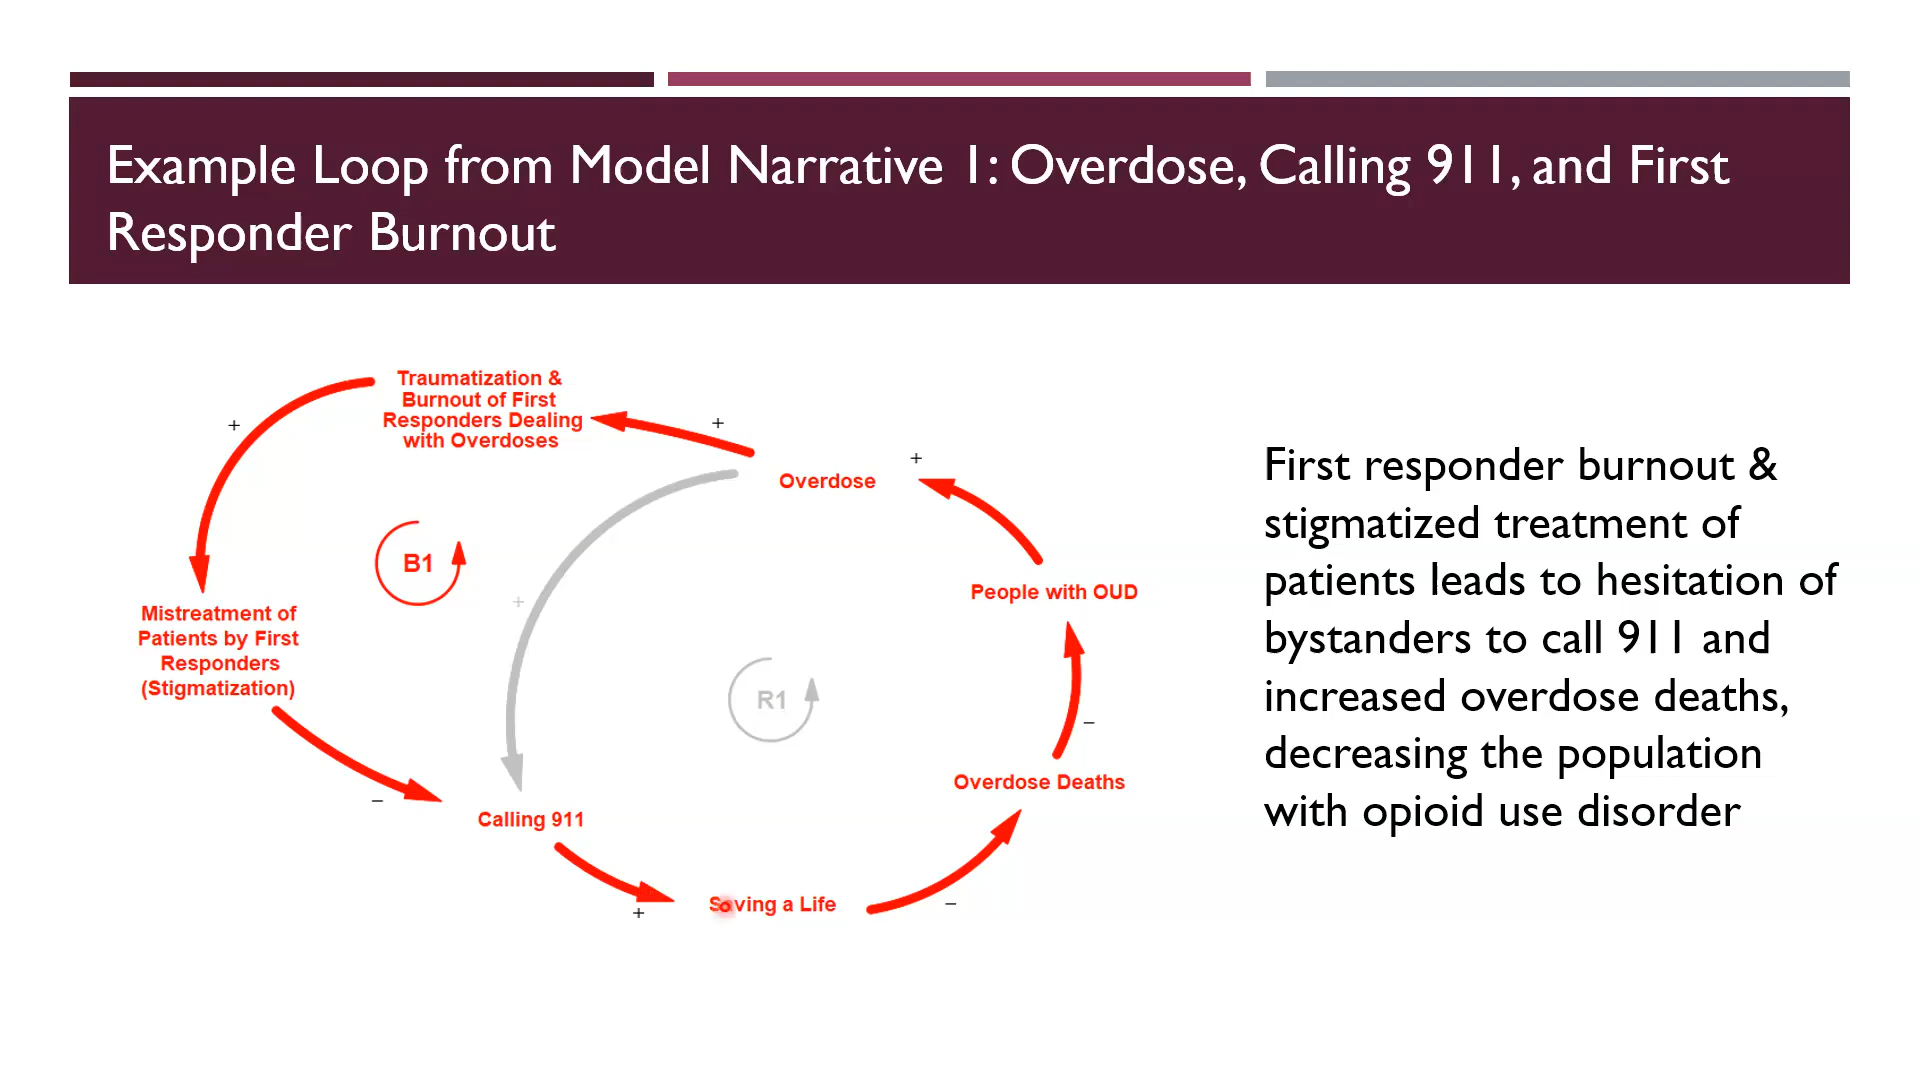 Example Loop from Model Narrative 1: Overdose, Calling 911, and First
Responder Burnout
Traumatization &
Burnout of First
Responders Dealing
with Overdoses
+
+
Overdose
+
B1
+
People with OUD
Mistreatment of
Patients by First
Responders
(Stigmatization)
R1
−
Overdose Deaths
−
Calling 911
+
Saving a Life
−
First responder burnout &
stigmatized treatment of
patients leads to hesitation of
bystanders to call 911 and
increased overdose deaths,
decreasing the population
with opioid use disorder